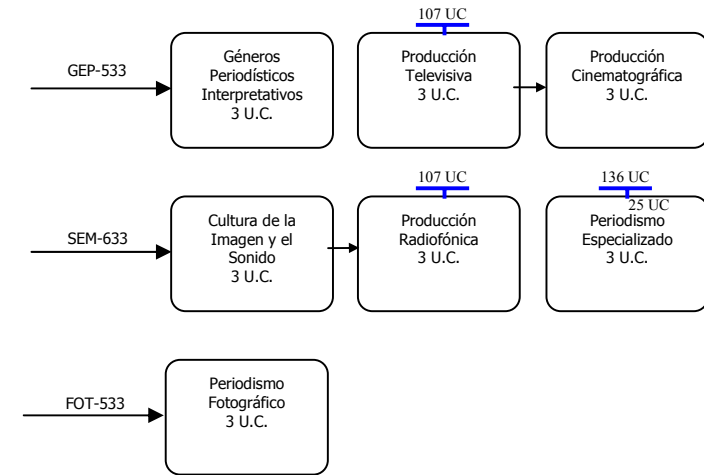 107 UC
GEP-533
Géneros
Periodísticos
Interpretativos
3 U.C.
Producción
Televisiva
3 U.C.
Producción
Cinematográfica
3 U.C.
107 UC
136 UC
25 UC
SEM-633
Cultura de la
Imagen y el
Sonido
3 U.C.
Producción
Radiofónica
3 U.C.
Periodismo
Especializado
3 U.C.
FOT-533
Periodismo
Fotográfico
3 U.C.